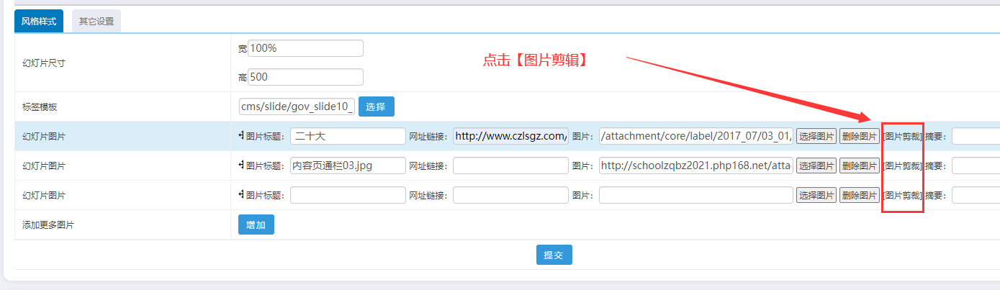 风格样式 其它设置
幻灯片尺寸
宽 100%
高 500
点击【图片剪辑】
标签模板 cms/slide/gov_slide10_ 选择
幻灯片图片 图片标题: 二十大 网址链接: http://www.czlsgz.com/ 图片: /attachment/core/label/2017_07/03_01/ 选择图片 删除图片 [图片剪裁] 摘要:
幻灯片图片 图片标题: 内容页通栏03.jpg 网址链接: 图片: http://schoolzqbz2021.php168.net/atta 选择图片 删除图片 [图片剪裁] 摘要:
幻灯片图片 图片标题: 网址链接: 图片: 选择图片 删除图片 [图片剪裁] 摘要:
添加更多图片 增加
提交